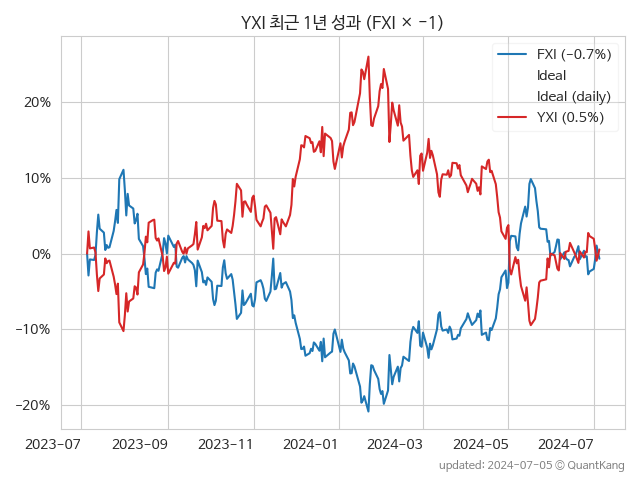 YXI 최근 1년 성과 (FXI × -1)
FXI (-0.7%)
Ideal
Ideal (daily)
YXI (0.5%)
20%
10%
0%
-10%
-20%
2023-07 2023-09 2023-11 2024-01 2024-03 2024-05 2024-07
updated: 2024-07-05 © QuantKang